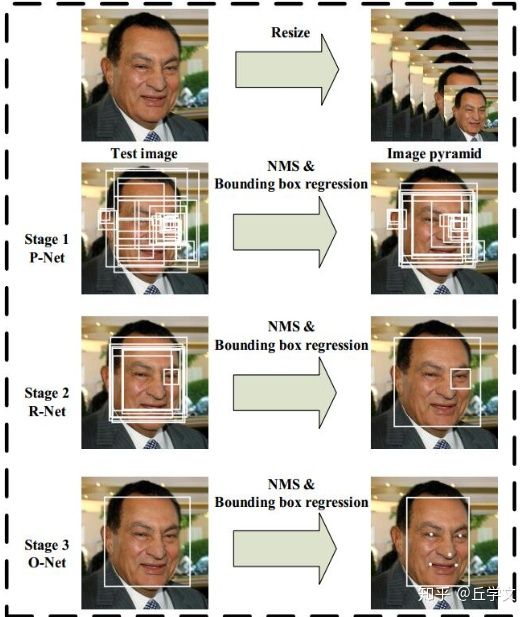 Resize
Test image
Image pyramid
NMS &
Bounding box regression
Stage 1
P-Net
NMS &
Bounding box regression
Stage 2
R-Net
NMS &
Bounding box regression
Stage 3
O-Net
知乎 @丘学文